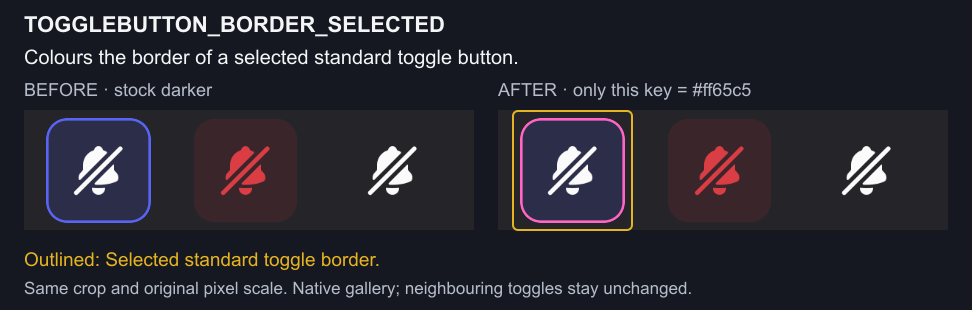 TOGGLEBUTTON_BORDER_SELECTED
Colours the border of a selected standard toggle button.
BEFORE · stock darker
AFTER · only this key = #ff65c5
Outlined: Selected standard toggle border.
Same crop and original pixel scale. Native gallery; neighbouring toggles stay unchanged.